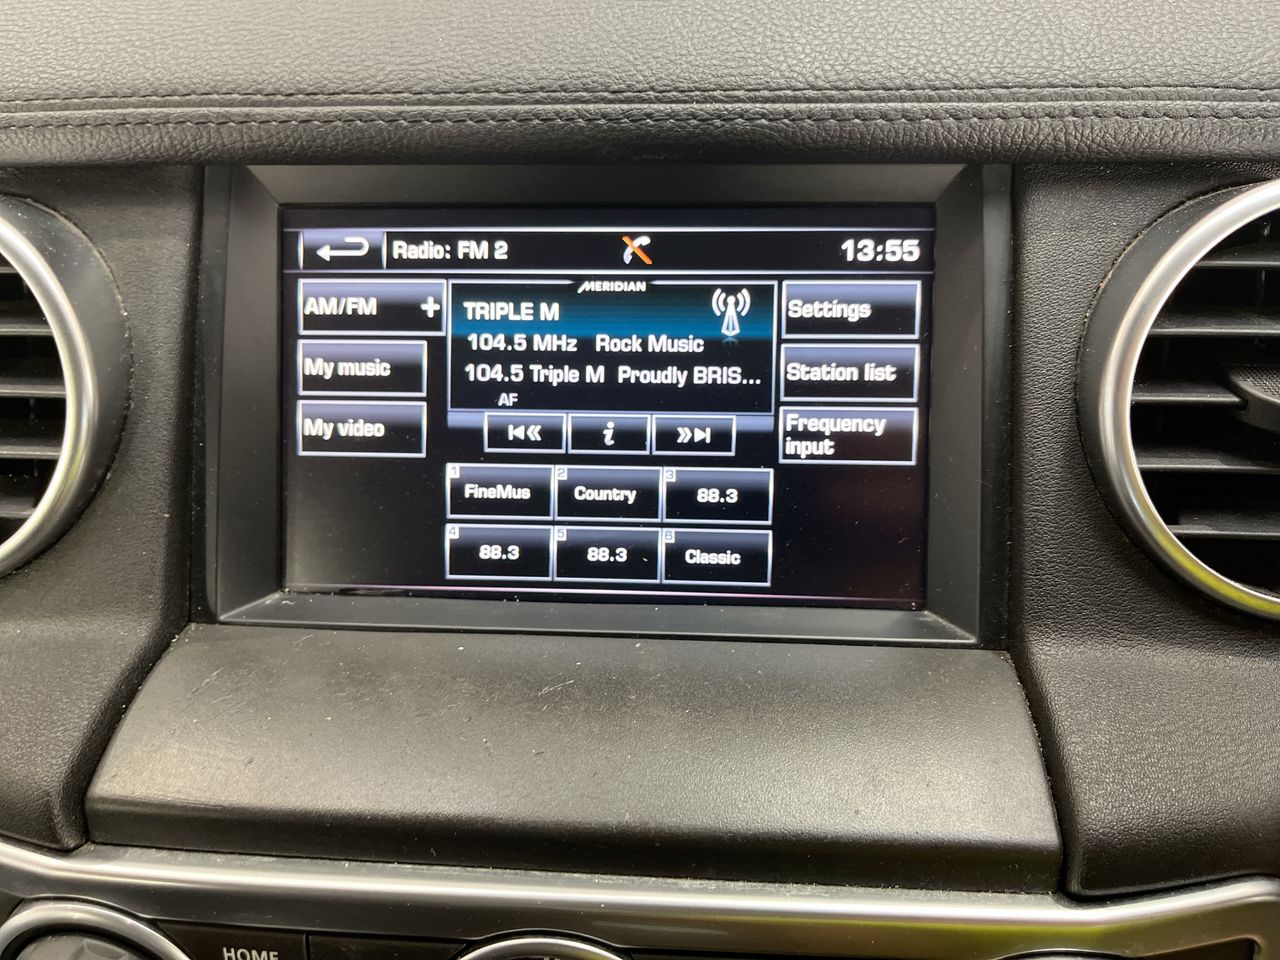 Radio: FM 2
13:55
AM/FM +
My music
My video
MERIDIAN
TRIPLE M
104.5 MHz Rock Music
104.5 Triple M Proudly BRIS...
AF
i
Settings
Station list
Frequency
input
1 FineMus
2 Country
3 88.3
4 88.3
5 88.3
6 Classic
HOME